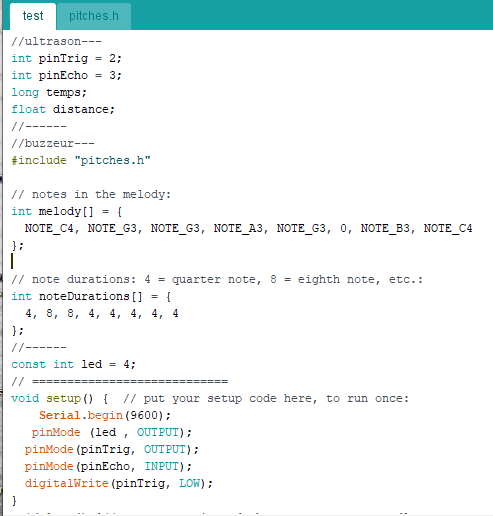 test pitches.h
//ultrason---
int pinTrig = 2;
int pinEcho = 3;
long temps;
float distance;
//------
//buzzeur---
#include "pitches.h"
// notes in the melody:
int melody[] = {
  NOTE_C4, NOTE_G3, NOTE_G3, NOTE_A3, NOTE_G3, 0, NOTE_B3, NOTE_C4
};
// note durations: 4 = quarter note, 8 = eighth note, etc.:
int noteDurations[] = {
  4, 8, 8, 4, 4, 4, 4, 4
};
//------
const int led = 4;
// ============================
void setup() {  // put your setup code here, to run once:
    Serial.begin(9600);
   pinMode (led , OUTPUT);
  pinMode(pinTrig, OUTPUT);
  pinMode(pinEcho, INPUT);
  digitalWrite(pinTrig, LOW);
}